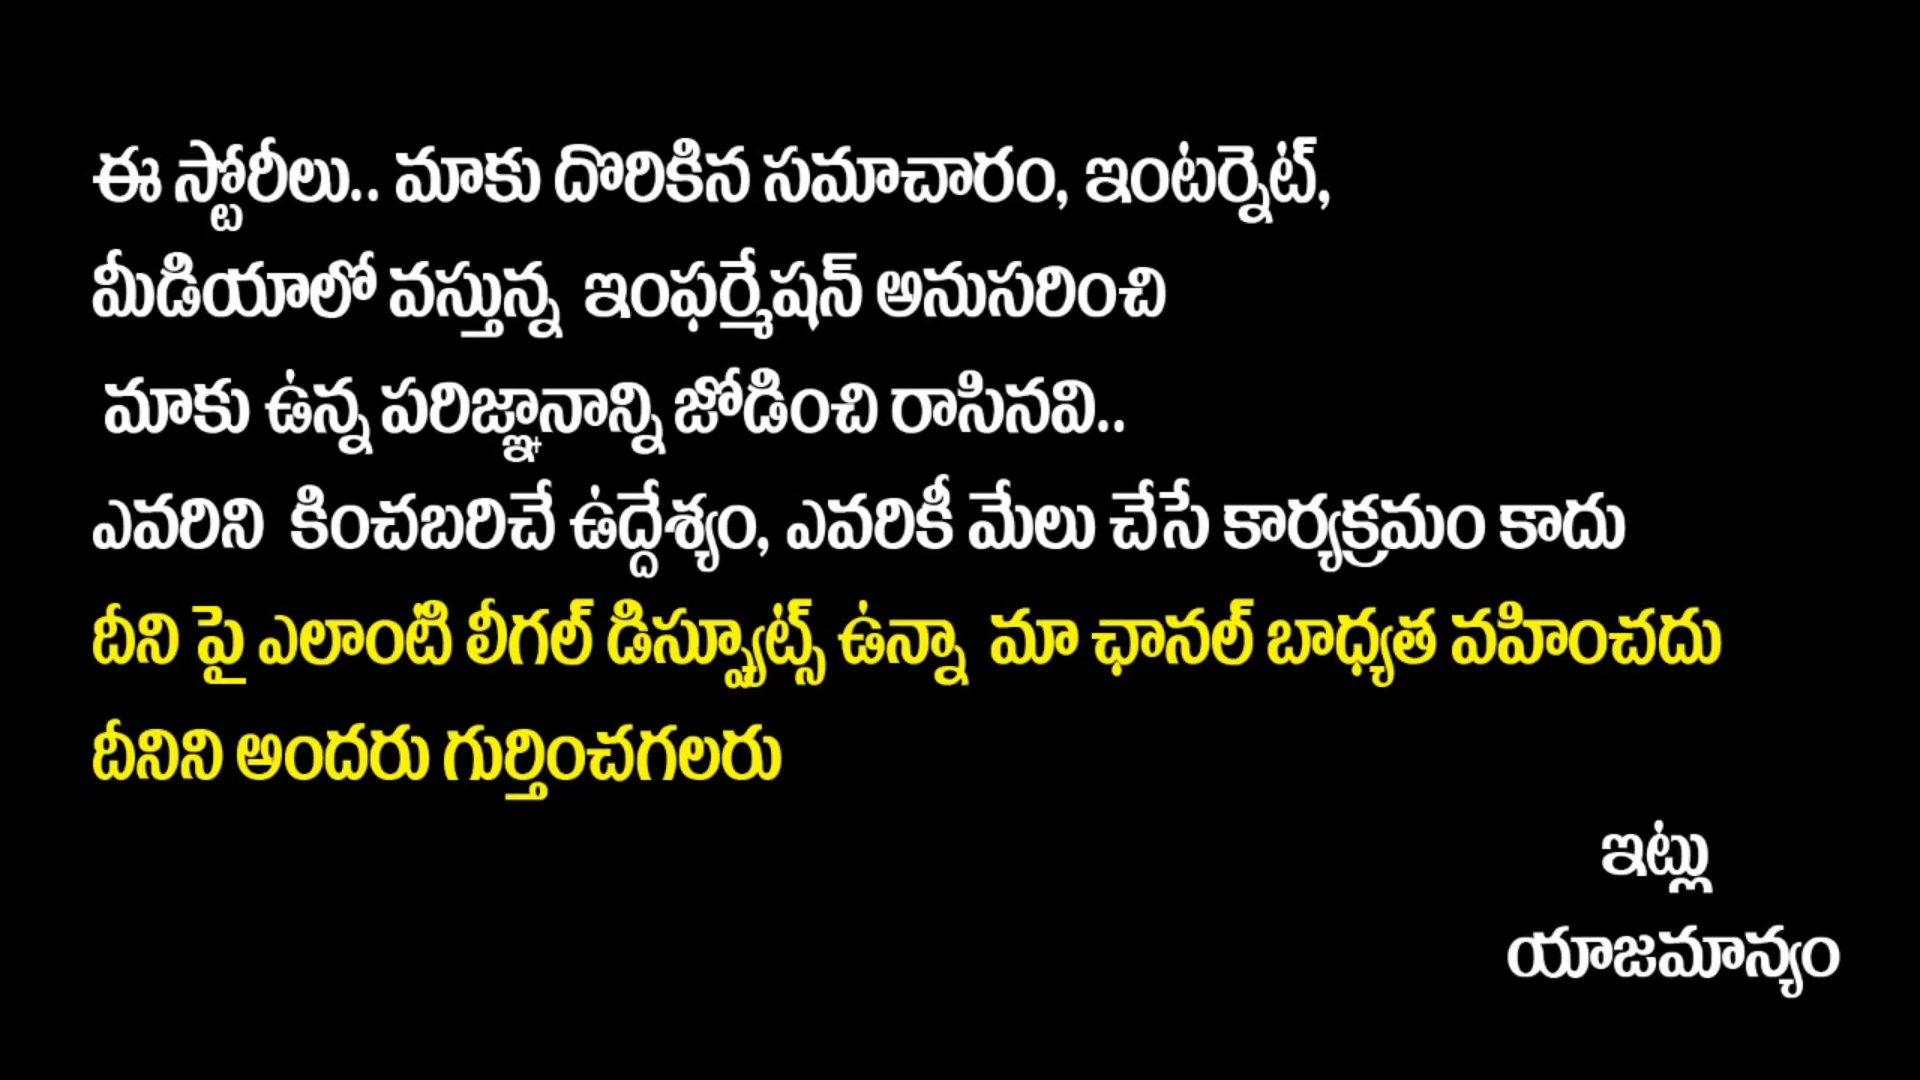 ఈ స్టోరీలు.. మాకు దొరికిన సమాచారం, ఇంటర్నెట్,
మీడియాలో వస్తున్న ఇంఫర్మేషన్ అనుసరించి
మాకు ఉన్న పరిజ్ఞానాన్ని జోడించి రాసినవి..
ఎవరిని కించబరిచే ఉద్దేశ్యం, ఎవరికీ మేలు చేసే కార్యక్రమం కాదు
దీని పై ఎలాంటి లీగల్ డిస్ప్యూట్స్ ఉన్నా మా ఛానల్ బాధ్యత వహించదు
దీనిని అందరు గుర్తించగలరు
ఇట్లు
యాజమాన్యం